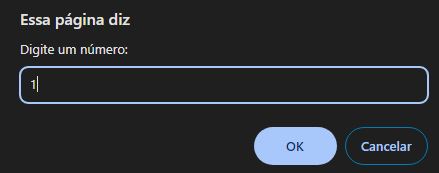 Essa página diz
Digite um número:
1
OK
Cancelar